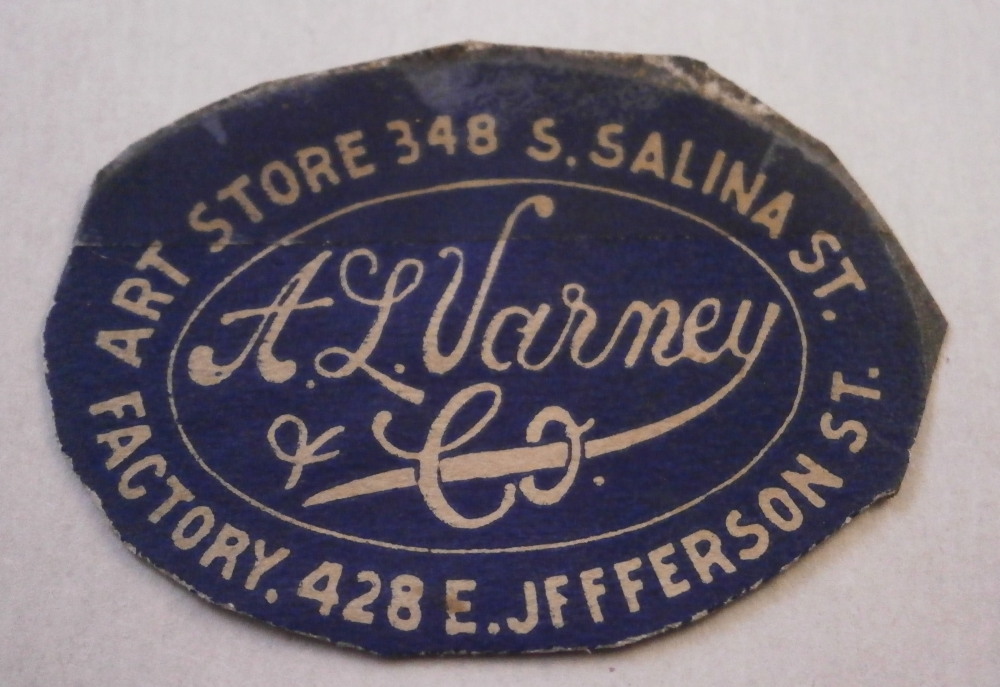 ART STORE 348 S. SALINA ST.
A. L. Varney
& Co.
FACTORY. 428 E. JFFFERSON ST.